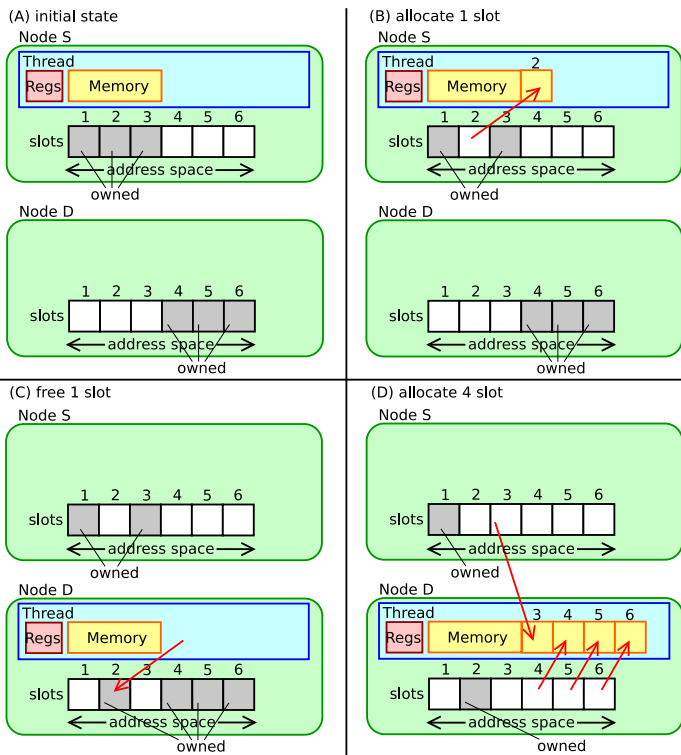 (A) initial state
Node S
Thread
Regs
Memory
1 2 3 4 5 6
slots
address space
owned
Node D
1 2 3 4 5 6
slots
address space
owned
(B) allocate 1 slot
Node S
Thread
2
Regs
Memory
1 2 3 4 5 6
slots
address space
owned
Node D
1 2 3 4 5 6
slots
address space
owned
(C) free 1 slot
Node S
1 2 3 4 5 6
slots
address space
owned
Node D
Thread
Regs
Memory
1 2 3 4 5 6
slots
address space
owned
(D) allocate 4 slot
Node S
1 2 3 4 5 6
slots
address space
owned
Node D
Thread
3 4 5 6
Regs
Memory
1 2 3 4 5 6
slots
address space
owned